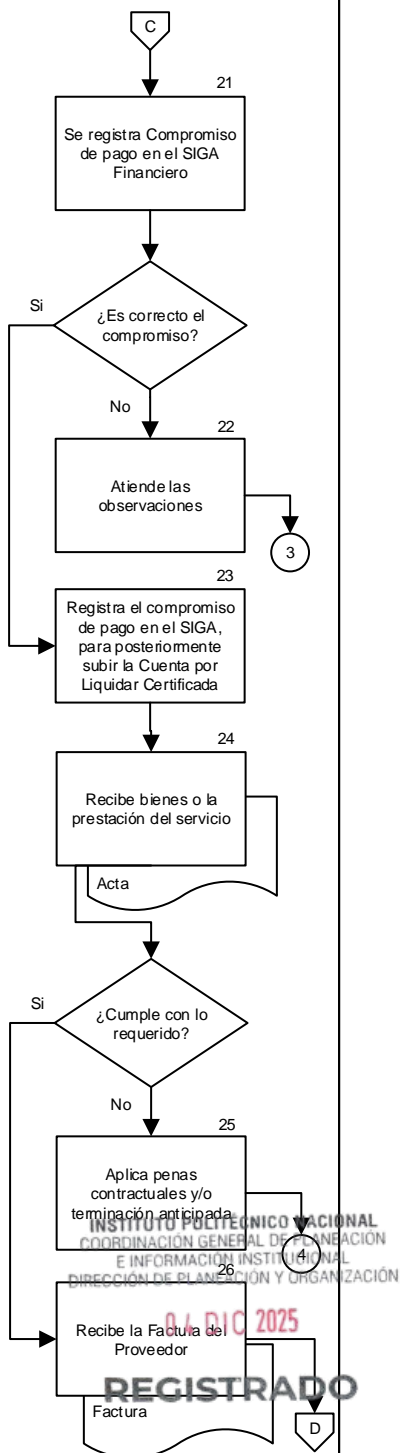 C
21
Se registra Compromiso
de pago en el SIGA
Financiero
¿Es correcto el
compromiso?
Si
No
22
Atiende las
observaciones
3
23
Registra el compromiso
de pago en el SIGA,
para posteriormente
subir la Cuenta por
Liquidar Certificada
24
Recibe bienes o la
prestación del servicio
Acta
¿Cumple con lo
requerido?
Si
No
25
Aplica penas
contractuales y/o
terminación anticipada
4
INSTITUTO POLITÉCNICO NACIONAL
COORDINACIÓN GENERAL DE PLANEACIÓN
E INFORMACIÓN INSTITUCIONAL
DIRECCIÓN DE PLANEACIÓN Y ORGANIZACIÓN
26
04 DIC 2025
Recibe la Factura del
Proveedor
REGISTRADO
Factura
D